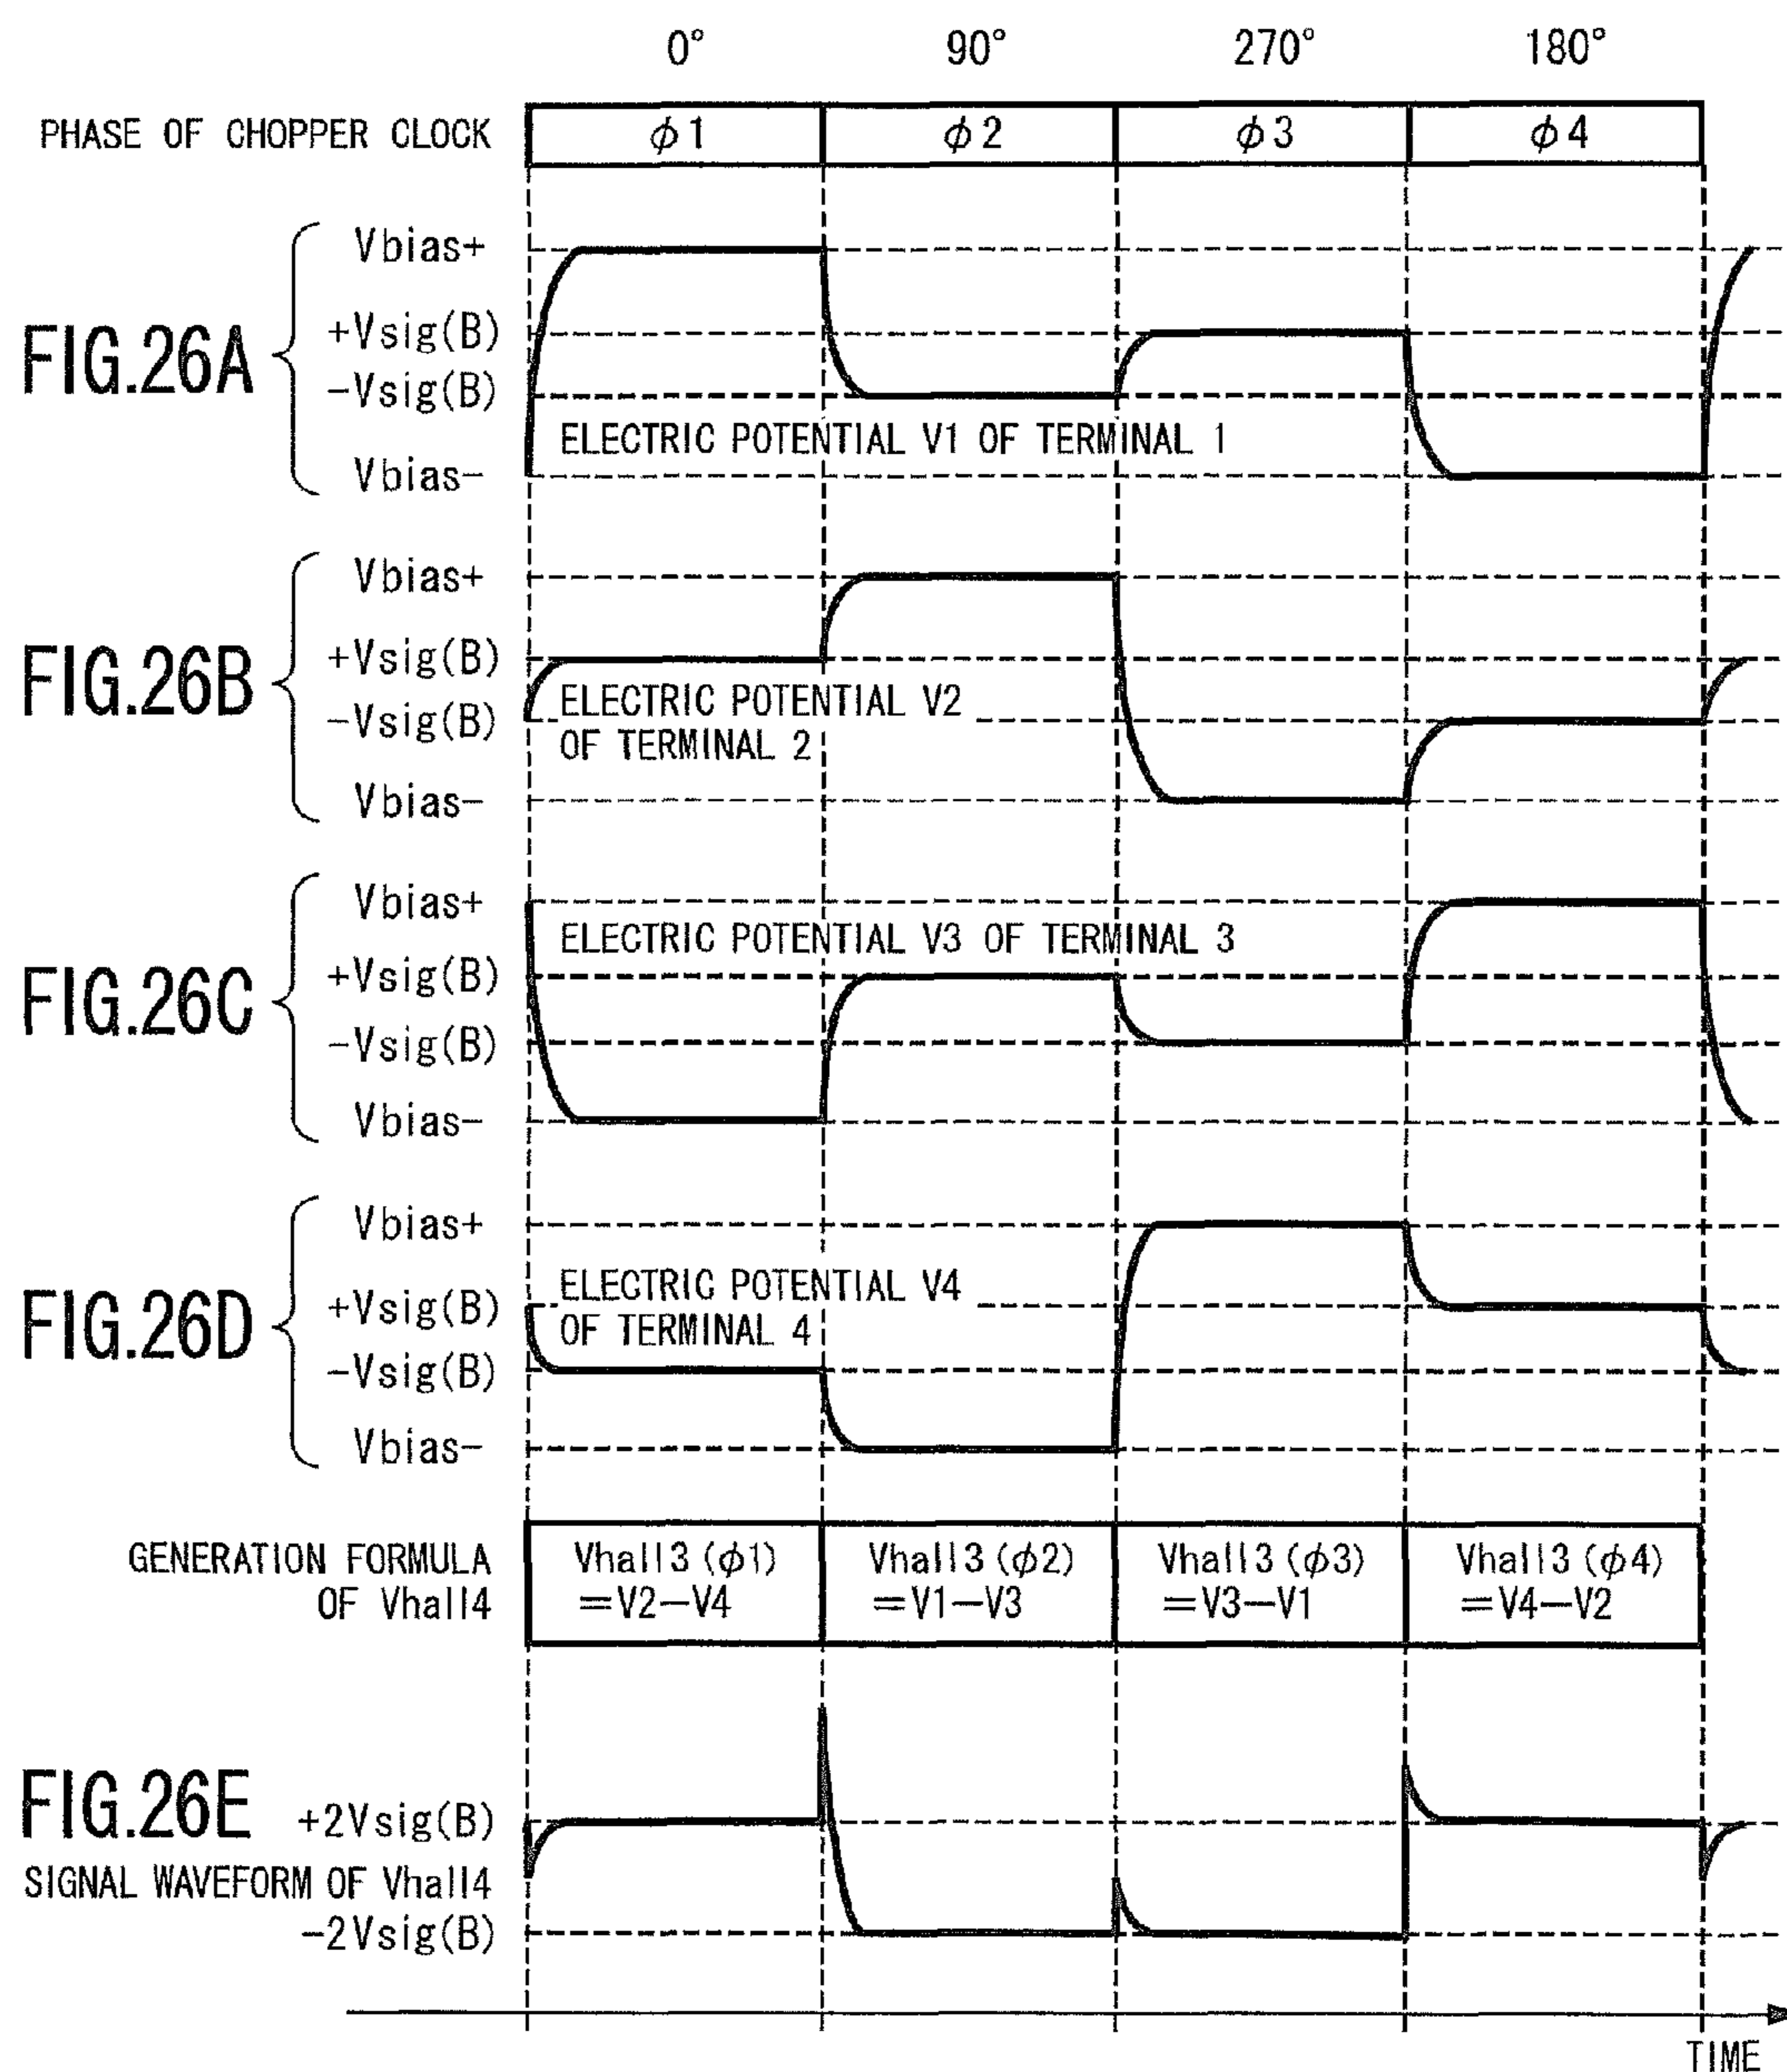 0° 90° 270° 180°
PHASE OF CHOPPER CLOCK φ1 φ2 φ3 φ4
FIG.26A
Vbias+
+Vsig(B)
-Vsig(B)
Vbias-
ELECTRIC POTENTIAL V1 OF TERMINAL 1
FIG.26B
Vbias+
+Vsig(B)
-Vsig(B)
Vbias-
ELECTRIC POTENTIAL V2
OF TERMINAL 2
FIG.26C
Vbias+
+Vsig(B)
-Vsig(B)
Vbias-
ELECTRIC POTENTIAL V3 OF TERMINAL 3
FIG.26D
Vbias+
+Vsig(B)
-Vsig(B)
Vbias-
ELECTRIC POTENTIAL V4
OF TERMINAL 4
GENERATION FORMULA
OF Vhall4
Vhall3(φ1)
=V2-V4
Vhall3(φ2)
=V1-V3
Vhall3(φ3)
=V3-V1
Vhall3(φ4)
=V4-V2
FIG.26E
+2Vsig(B)
SIGNAL WAVEFORM OF Vhall4
-2Vsig(B)
TIME